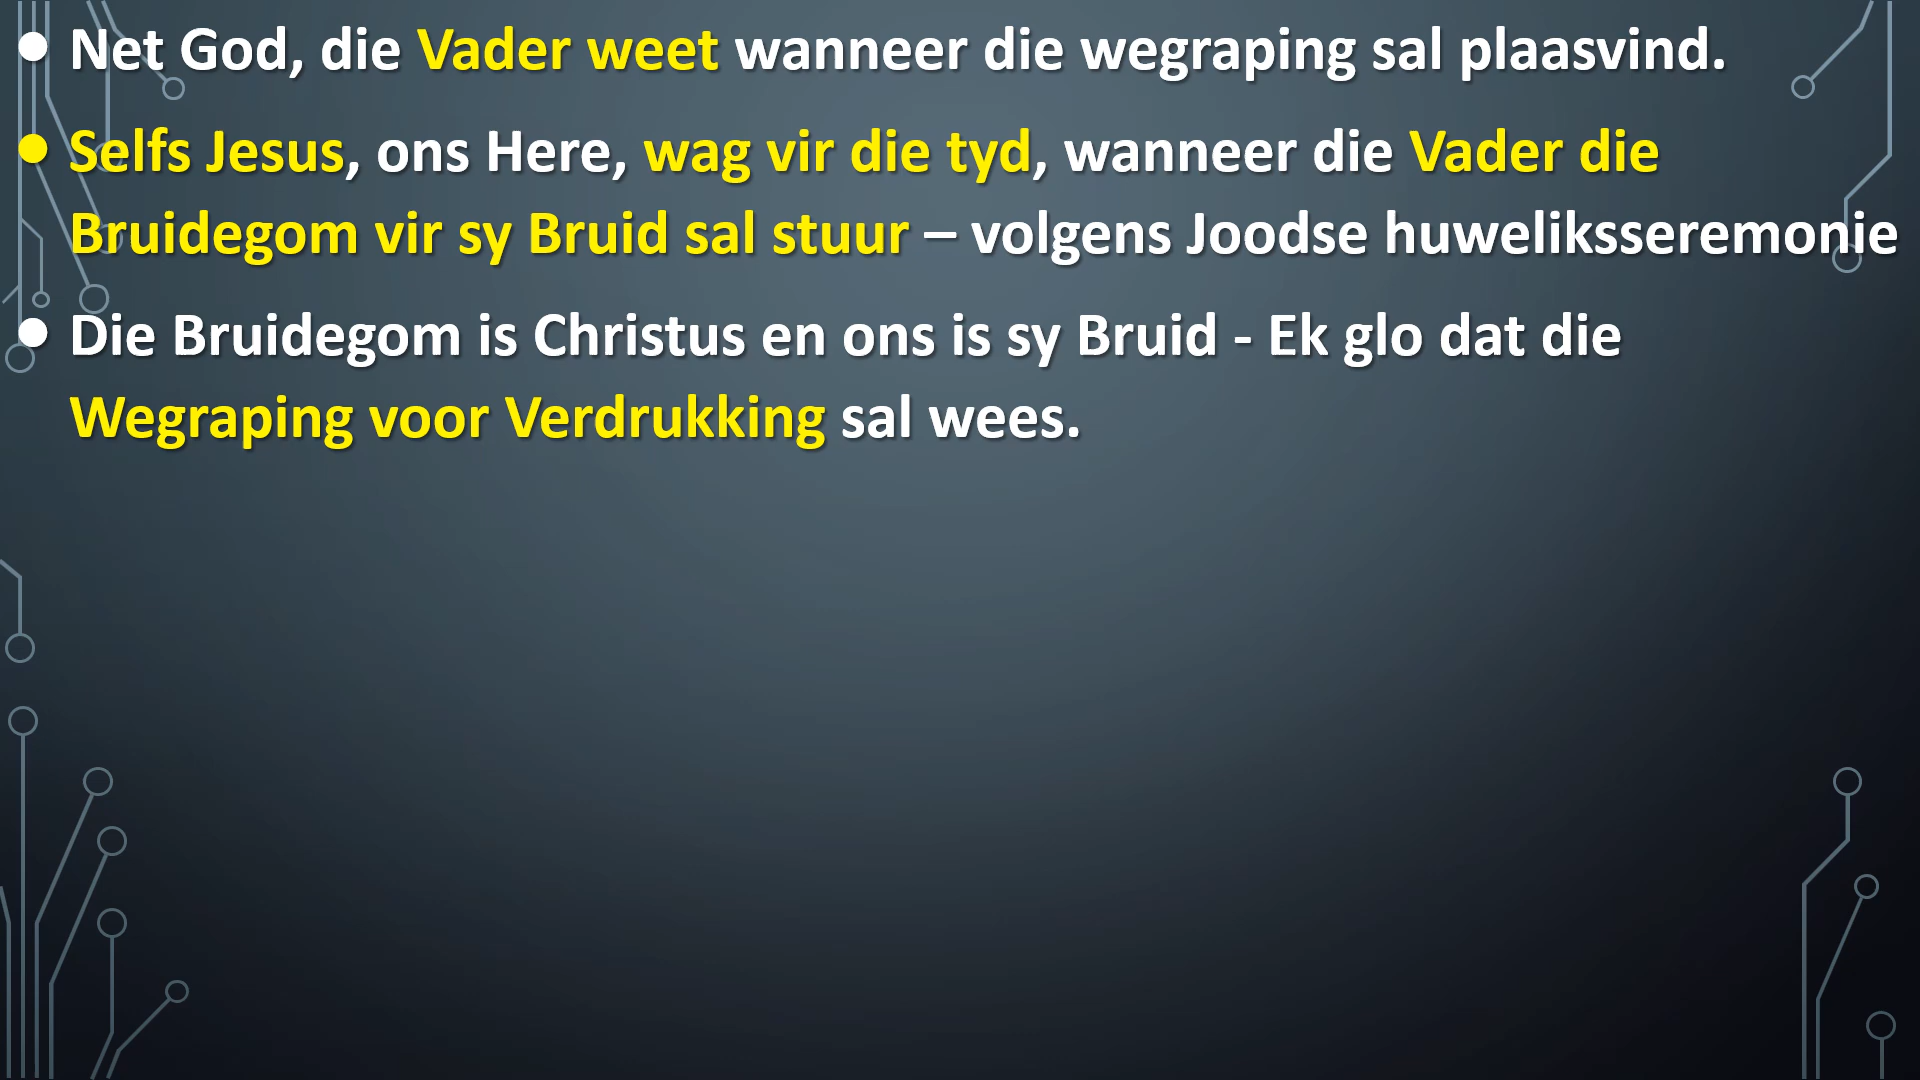 • Net God, die Vader weet wanneer die wegraping sal plaasvind.
• Selfs Jesus, ons Here, wag vir die tyd, wanneer die Vader die
Bruidegom vir sy Bruid sal stuur – volgens Joodse huweliksseremonie
• Die Bruidegom is Christus en ons is sy Bruid - Ek glo dat die
Wegraping voor Verdrukking sal wees.